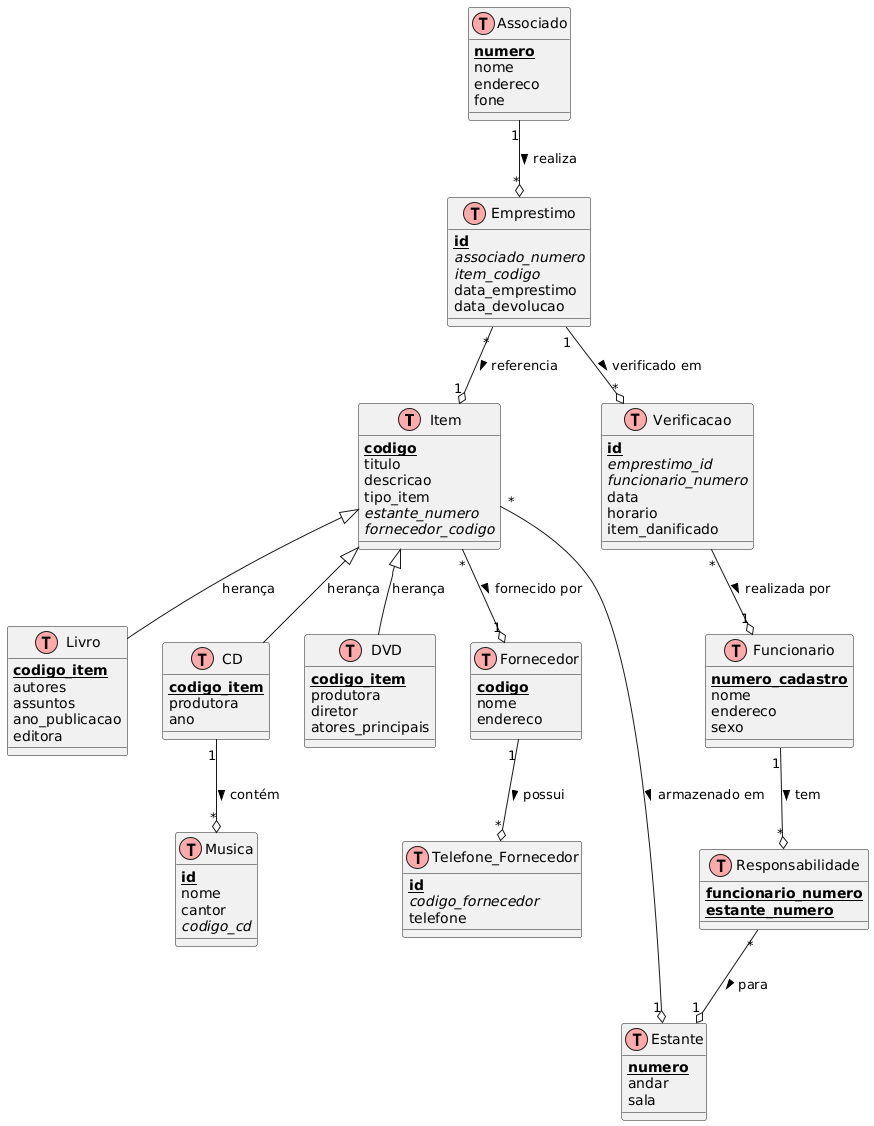 T Associado
numero
nome
endereco
fone
1
realiza
*
T Emprestimo
id
associado_numero
item_codigo
data_emprestimo
data_devolucao
*
1
referencia
verificado em
1
*
T Item
codigo
titulo
descricao
tipo_item
estante_numero
fornecedor_codigo
T Verificacao
id
emprestimo_id
funcionario_numero
data
horario
item_danificado
*
*
*
herança
herança
herança
fornecido por
realizada por
1
1
T Livro
codigo_item
autores
assuntos
ano_publicacao
editora
T CD
codigo_item
produtora
ano
T DVD
codigo_item
produtora
diretor
atores_principais
T Fornecedor
codigo
nome
endereco
T Funcionario
numero_cadastro
nome
endereco
sexo
1
1
1
contém
possui
armazenado em
tem
*
*
*
T Musica
id
nome
cantor
codigo_cd
T Telefone_Fornecedor
id
codigo_fornecedor
telefone
T Responsabilidade
funcionario_numero
estante_numero
*
para
1
1
T Estante
numero
andar
sala